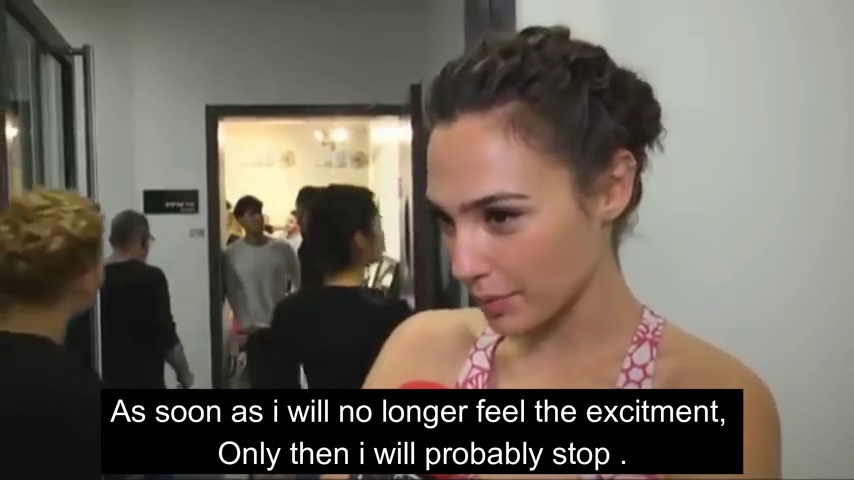 As soon as i will no longer feel the excitment,
Only then i will probably stop .